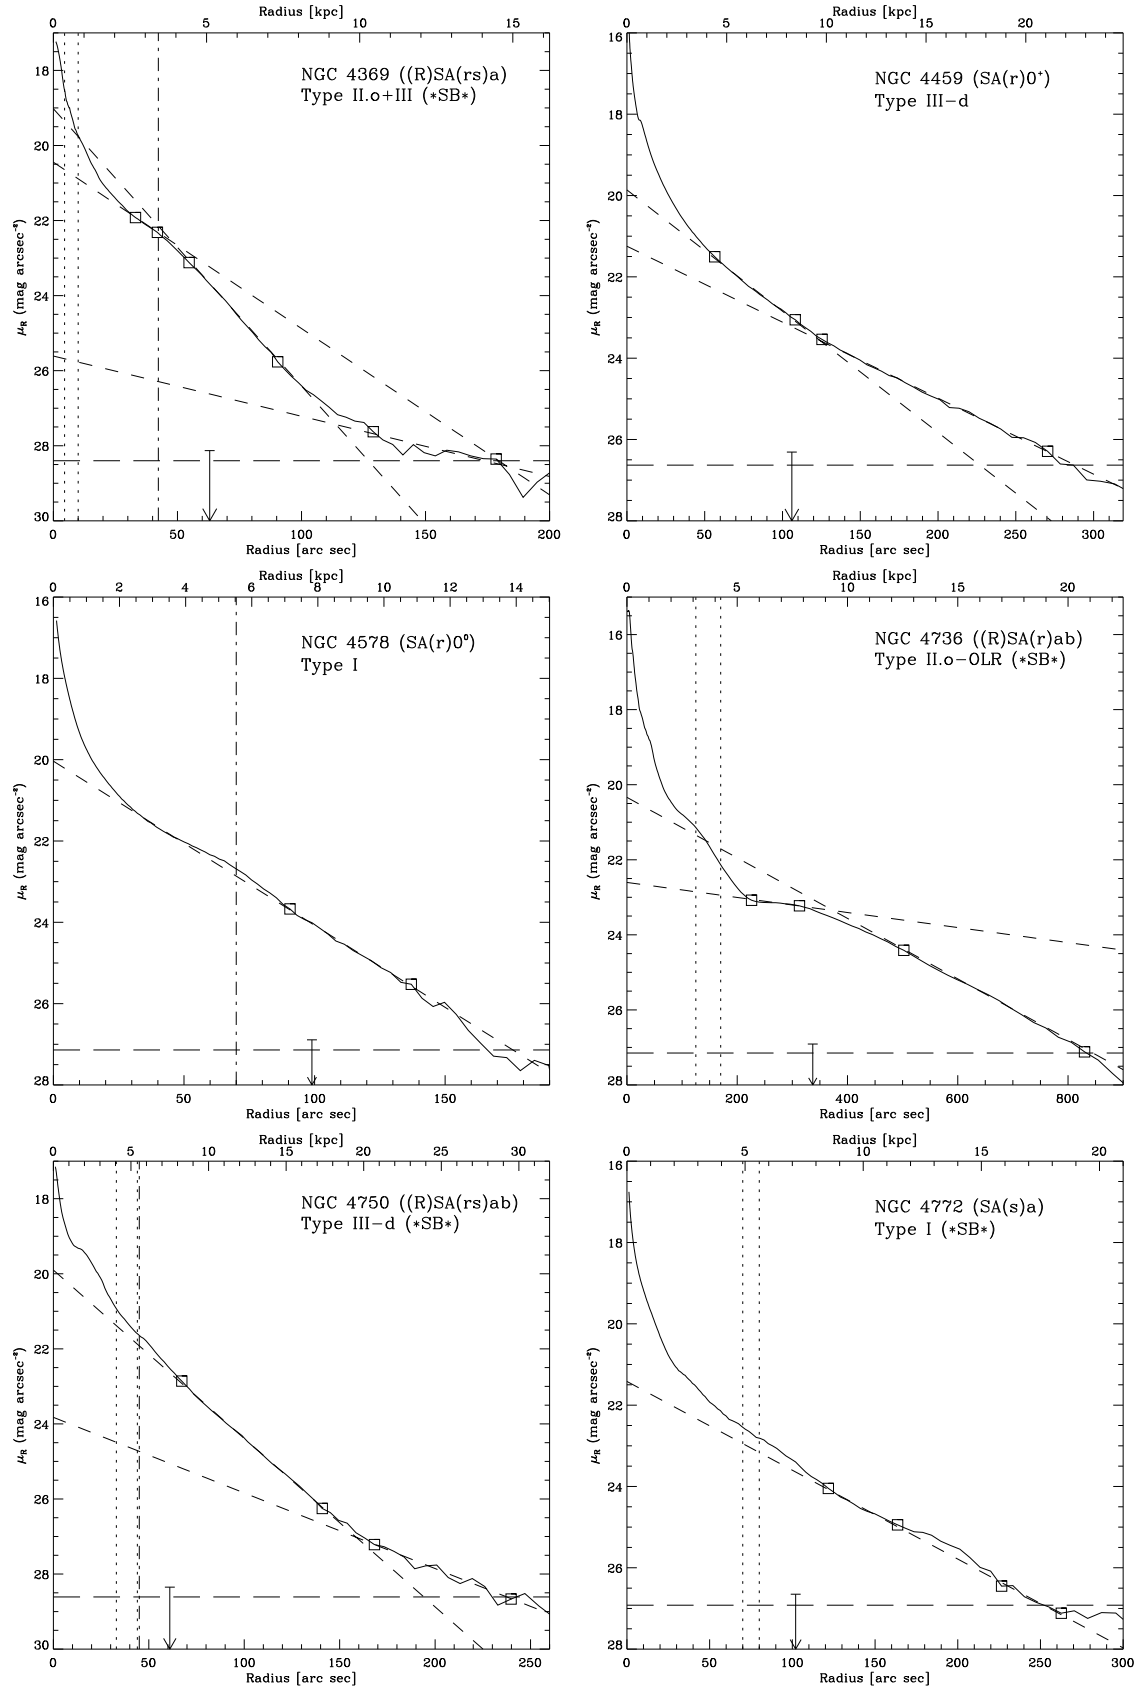 Radius [kpc]
0 5 10 15
NGC 4369 ((R)SA(rs)a)
Type II.o+III (*SB*)
18
20
22
24
26
28
30
μR (mag arcsec⁻²)
0 50 100 150 200
Radius [arc sec]
Radius [kpc]
0 5 10 15 20
NGC 4459 (SA(r)0⁺)
Type III-d
16
18
20
22
24
26
28
μR (mag arcsec⁻²)
0 50 100 150 200 250 300
Radius [arc sec]
Radius [kpc]
0 2 4 6 8 10 12 14
NGC 4578 (SA(r)0⁰)
Type I
16
18
20
22
24
26
28
μR (mag arcsec⁻²)
0 50 100 150
Radius [arc sec]
Radius [kpc]
0 5 10 15 20
NGC 4736 ((R)SA(r)ab)
Type II.o-OLR (*SB*)
16
18
20
22
24
26
28
μR (mag arcsec⁻²)
0 200 400 600 800
Radius [arc sec]
Radius [kpc]
0 5 10 15 20 25 30
NGC 4750 ((R)SA(rs)ab)
Type III-d (*SB*)
18
20
22
24
26
28
30
μR (mag arcsec⁻²)
0 50 100 150 200 250
Radius [arc sec]
Radius [kpc]
0 5 10 15 20
NGC 4772 (SA(s)a)
Type I (*SB*)
16
18
20
22
24
26
28
μR (mag arcsec⁻²)
0 50 100 150 200 250 300
Radius [arc sec]